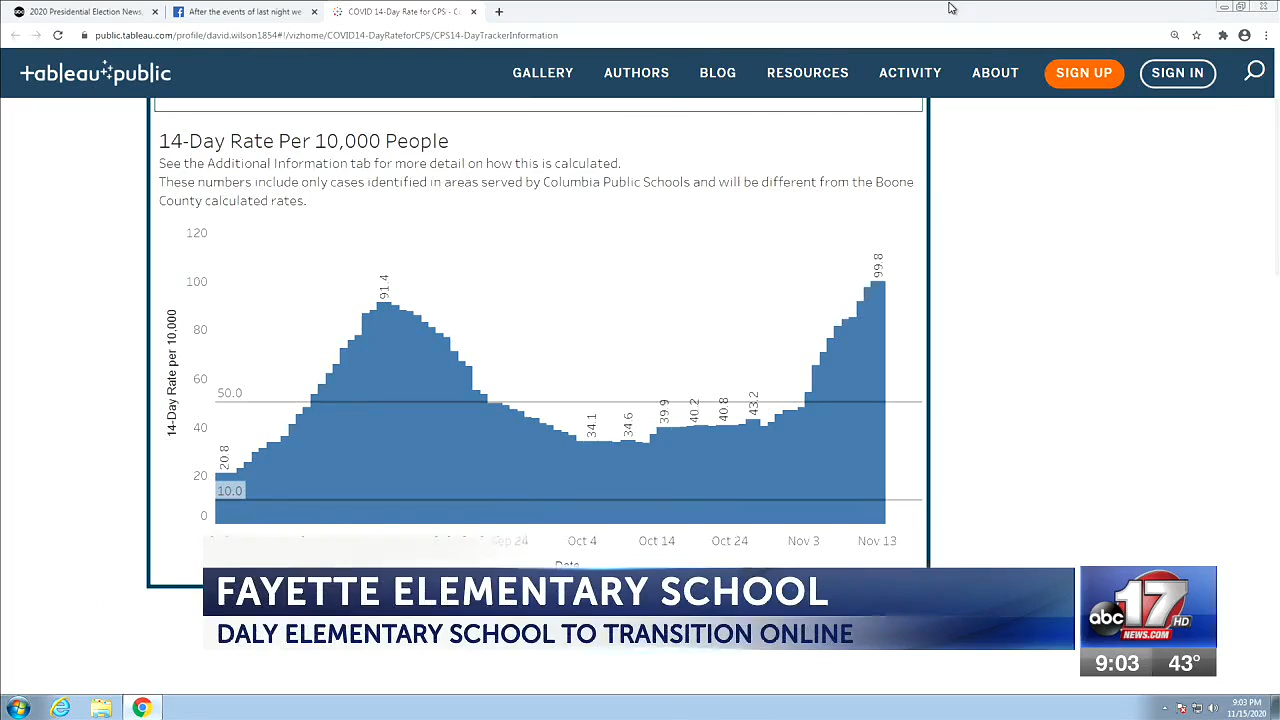 2020 Presidential Election News,
After the events of last night we
COVID 14-Day Rate for CPS - C
public.tableau.com/profile/david.wilson1854#!/vizhome/COVID14-DayRateforCPS/CPS14-DayTrackerInformation
+ableau+public
GALLERY AUTHORS BLOG RESOURCES ACTIVITY ABOUT SIGN UP SIGN IN
14-Day Rate Per 10,000 People
See the Additional Information tab for more detail on how this is calculated.
These numbers include only cases identified in areas served by Columbia Public Schools and will be different from the Boone
County calculated rates.
120
100
80
60
40
20
0
14-Day Rate per 10,000
50.0
10.0
20.8
91.4
34.1
34.6
39.9
40.2
40.8
43.2
99.8
Sep 24 Oct 4 Oct 14 Oct 24 Nov 3 Nov 13
Date
FAYETTE ELEMENTARY SCHOOL
DALY ELEMENTARY SCHOOL TO TRANSITION ONLINE
abc 17 HD
NEWS.COM
9:03 43°
9:03 PM
11/15/2020